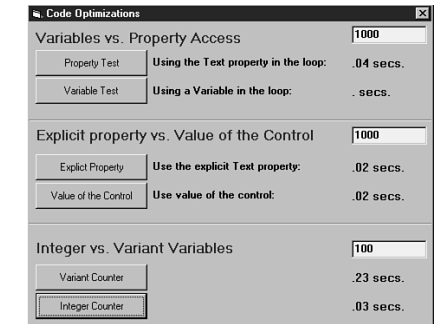 Code Optimizations
Variables vs. Property Access 1000
Property Test Using the Text property in the loop: .04 secs.
Variable Test Using a Variable in the loop: . secs.
Explicit property vs. Value of the Control 1000
Explict Property Use the explicit Text property: .02 secs.
Value of the Control Use value of the control: .02 secs.
Integer vs. Variant Variables 100
Variant Counter .23 secs.
Integer Counter .03 secs.